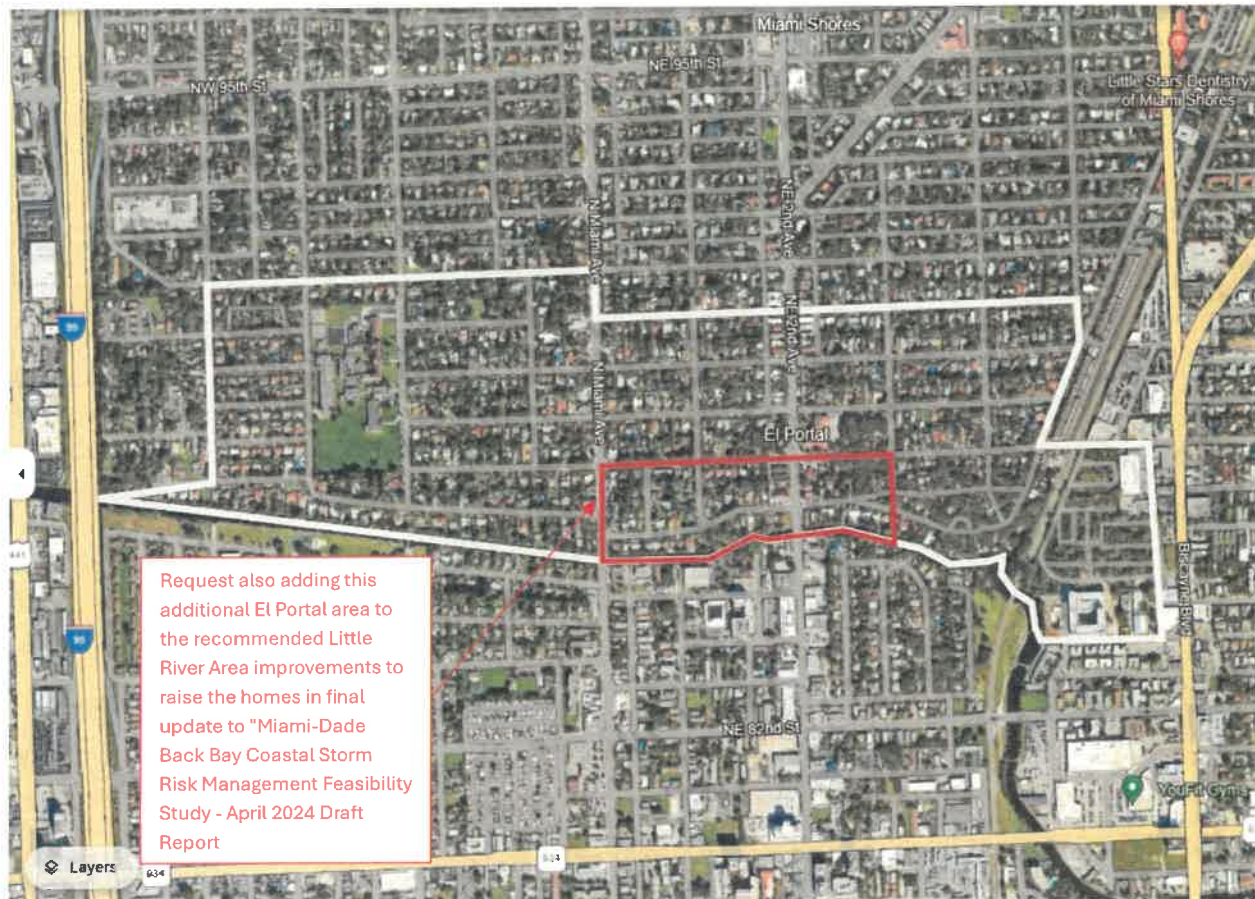 Miami Shores
NE 95th St
NW 95th St
Little Stars Dentistry
of Miami Shores
N Miami Ave
NE 2nd Ave
95
NE 2nd Ave
N Miami Ave
El Portal
441
Biscayne Blvd
Request also adding this
additional El Portal area to
the recommended Little
River Area improvements to
raise the homes in final
update to "Miami-Dade
Back Bay Coastal Storm
Risk Management Feasibility
Study - April 2024 Draft
Report
95
NE 82nd St
YouFit Gyms
Layers
934
934